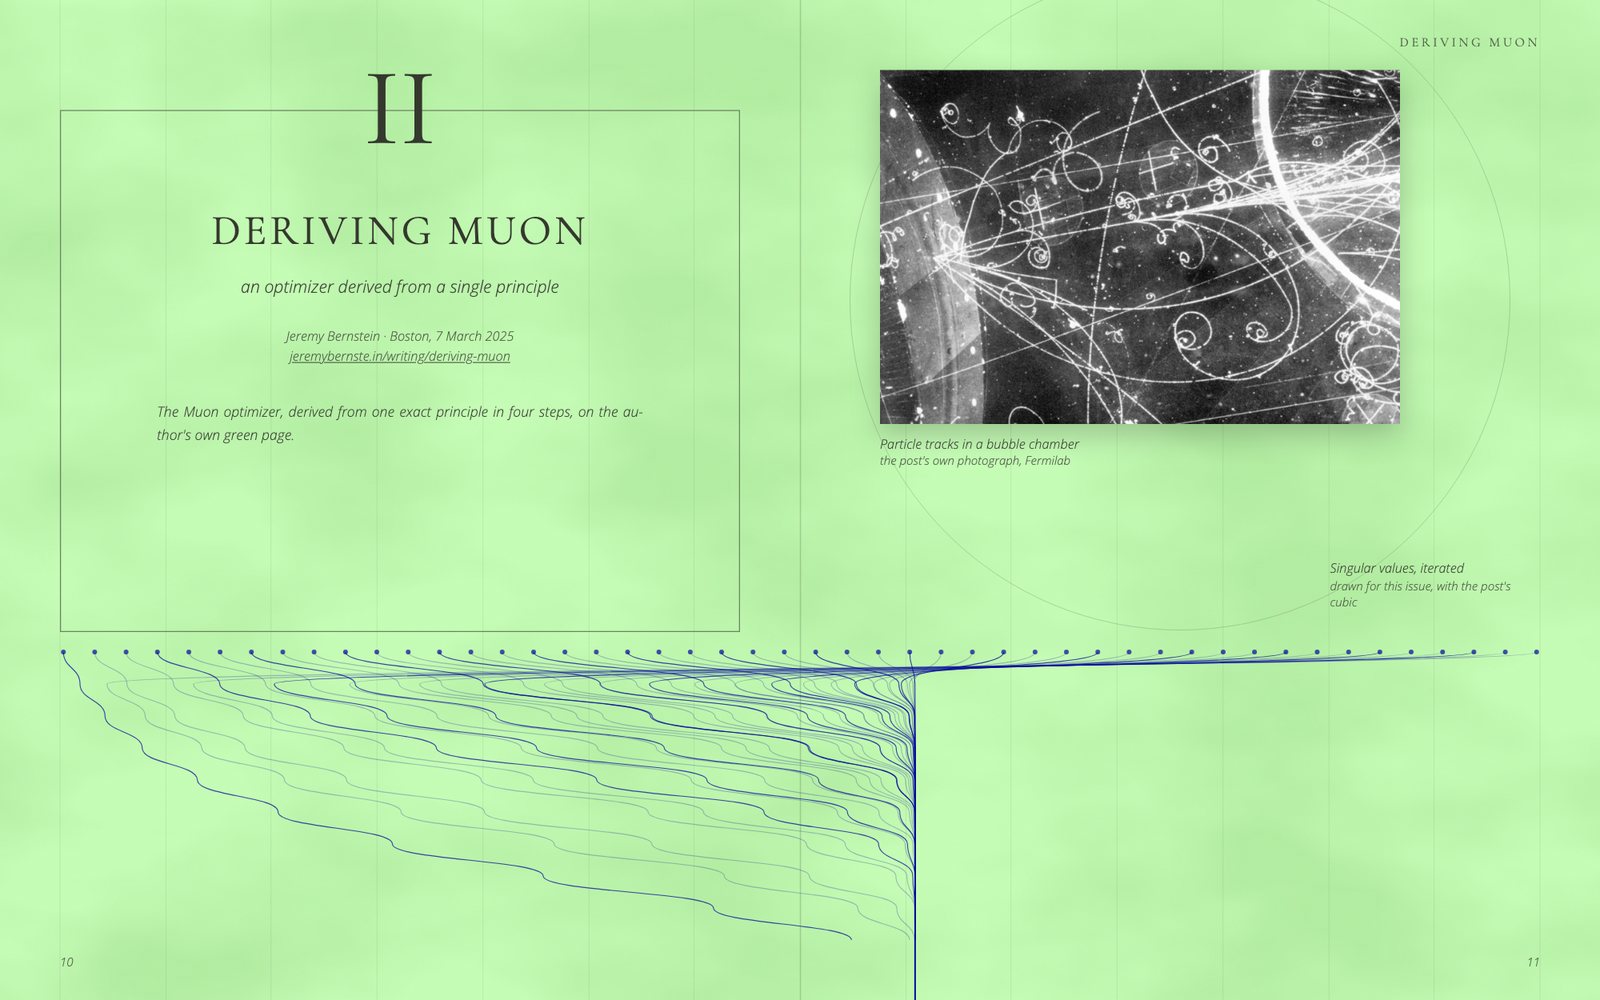 II
DERIVING MUON
an optimizer derived from a single principle
Jeremy Bernstein · Boston, 7 March 2025
jeremybernste.in/writing/deriving-muon
The Muon optimizer, derived from one exact principle in four steps, on the au-
thor's own green page.
10
DERIVING MUON
Particle tracks in a bubble chamber
the post's own photograph, Fermilab
Singular values, iterated
drawn for this issue, with the post's
cubic
11